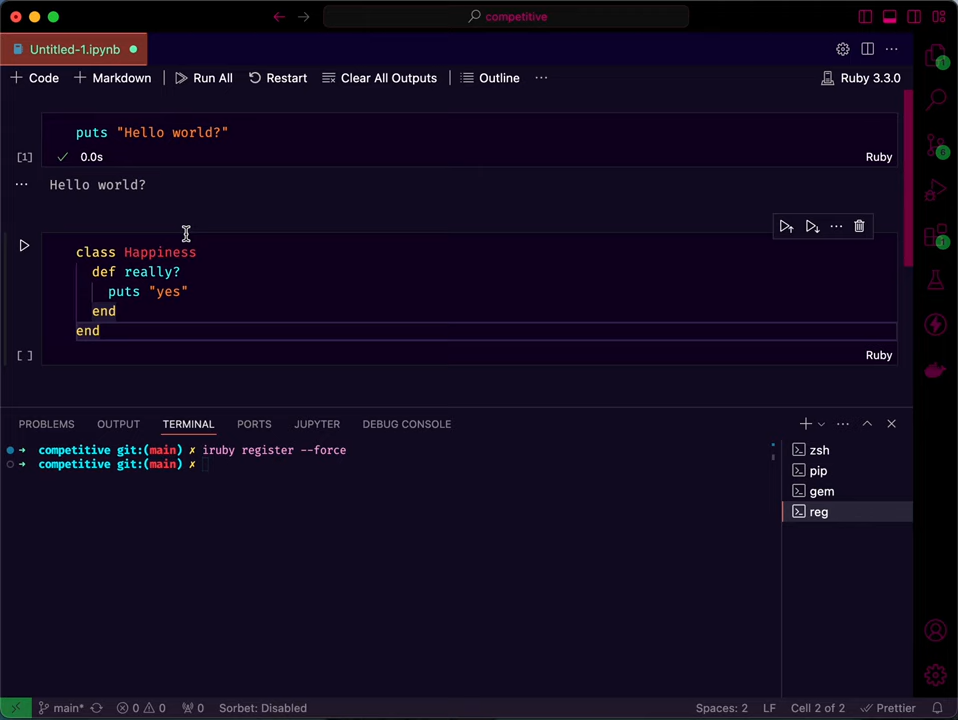 competitive
Untitled-1.ipynb
Code Markdown Run All Restart Clear All Outputs Outline ... Ruby 3.3.0
puts "Hello world?"
[1] 0.0s Ruby
Hello world?
class Happiness
def really?
puts "yes"
end
end
[ ] Ruby
PROBLEMS OUTPUT TERMINAL PORTS JUPYTER DEBUG CONSOLE
competitive git:(main) ✗ iruby register --force
competitive git:(main) ✗
zsh
pip
gem
reg
1
6
1
main* 0 0 0 Sorbet: Disabled Spaces: 2 LF Cell 2 of 2 Prettier